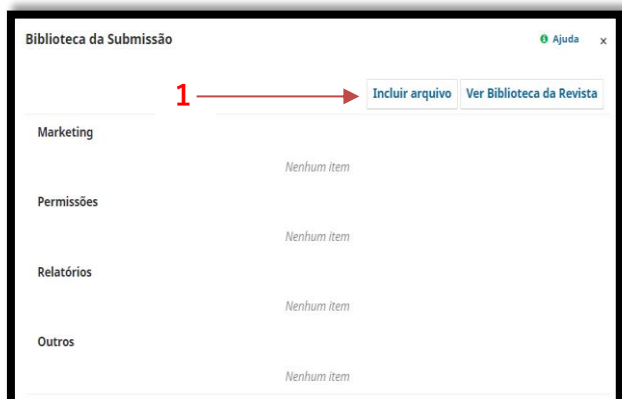 Biblioteca da Submissão
Ajuda x
1 Incluir arquivo Ver Biblioteca da Revista
Marketing
Nenhum item
Permissões
Nenhum item
Relatórios
Nenhum item
Outros
Nenhum item